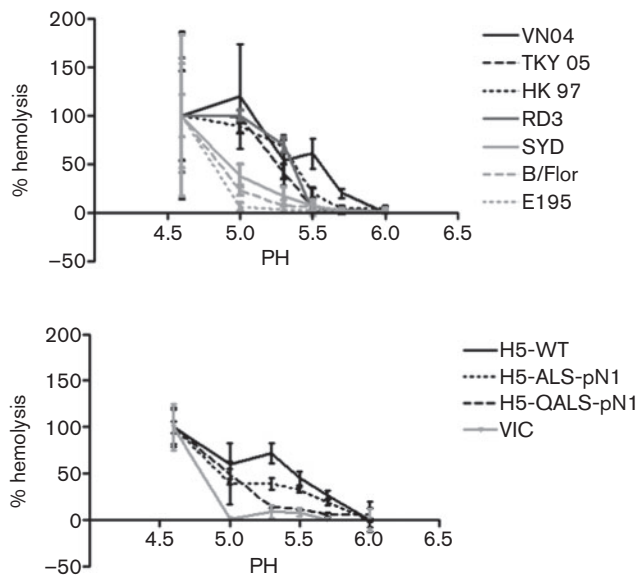 % hemolysis
200
150
100
50
0
−50
4.5 5.0 5.5 6.0 6.5
PH
VN04
TKY 05
HK 97
RD3
SYD
B/Flor
E195
% hemolysis
200
150
100
50
0
−50
4.5 5.0 5.5 6.0 6.5
PH
H5-WT
H5-ALS-pN1
H5-QALS-pN1
VIC